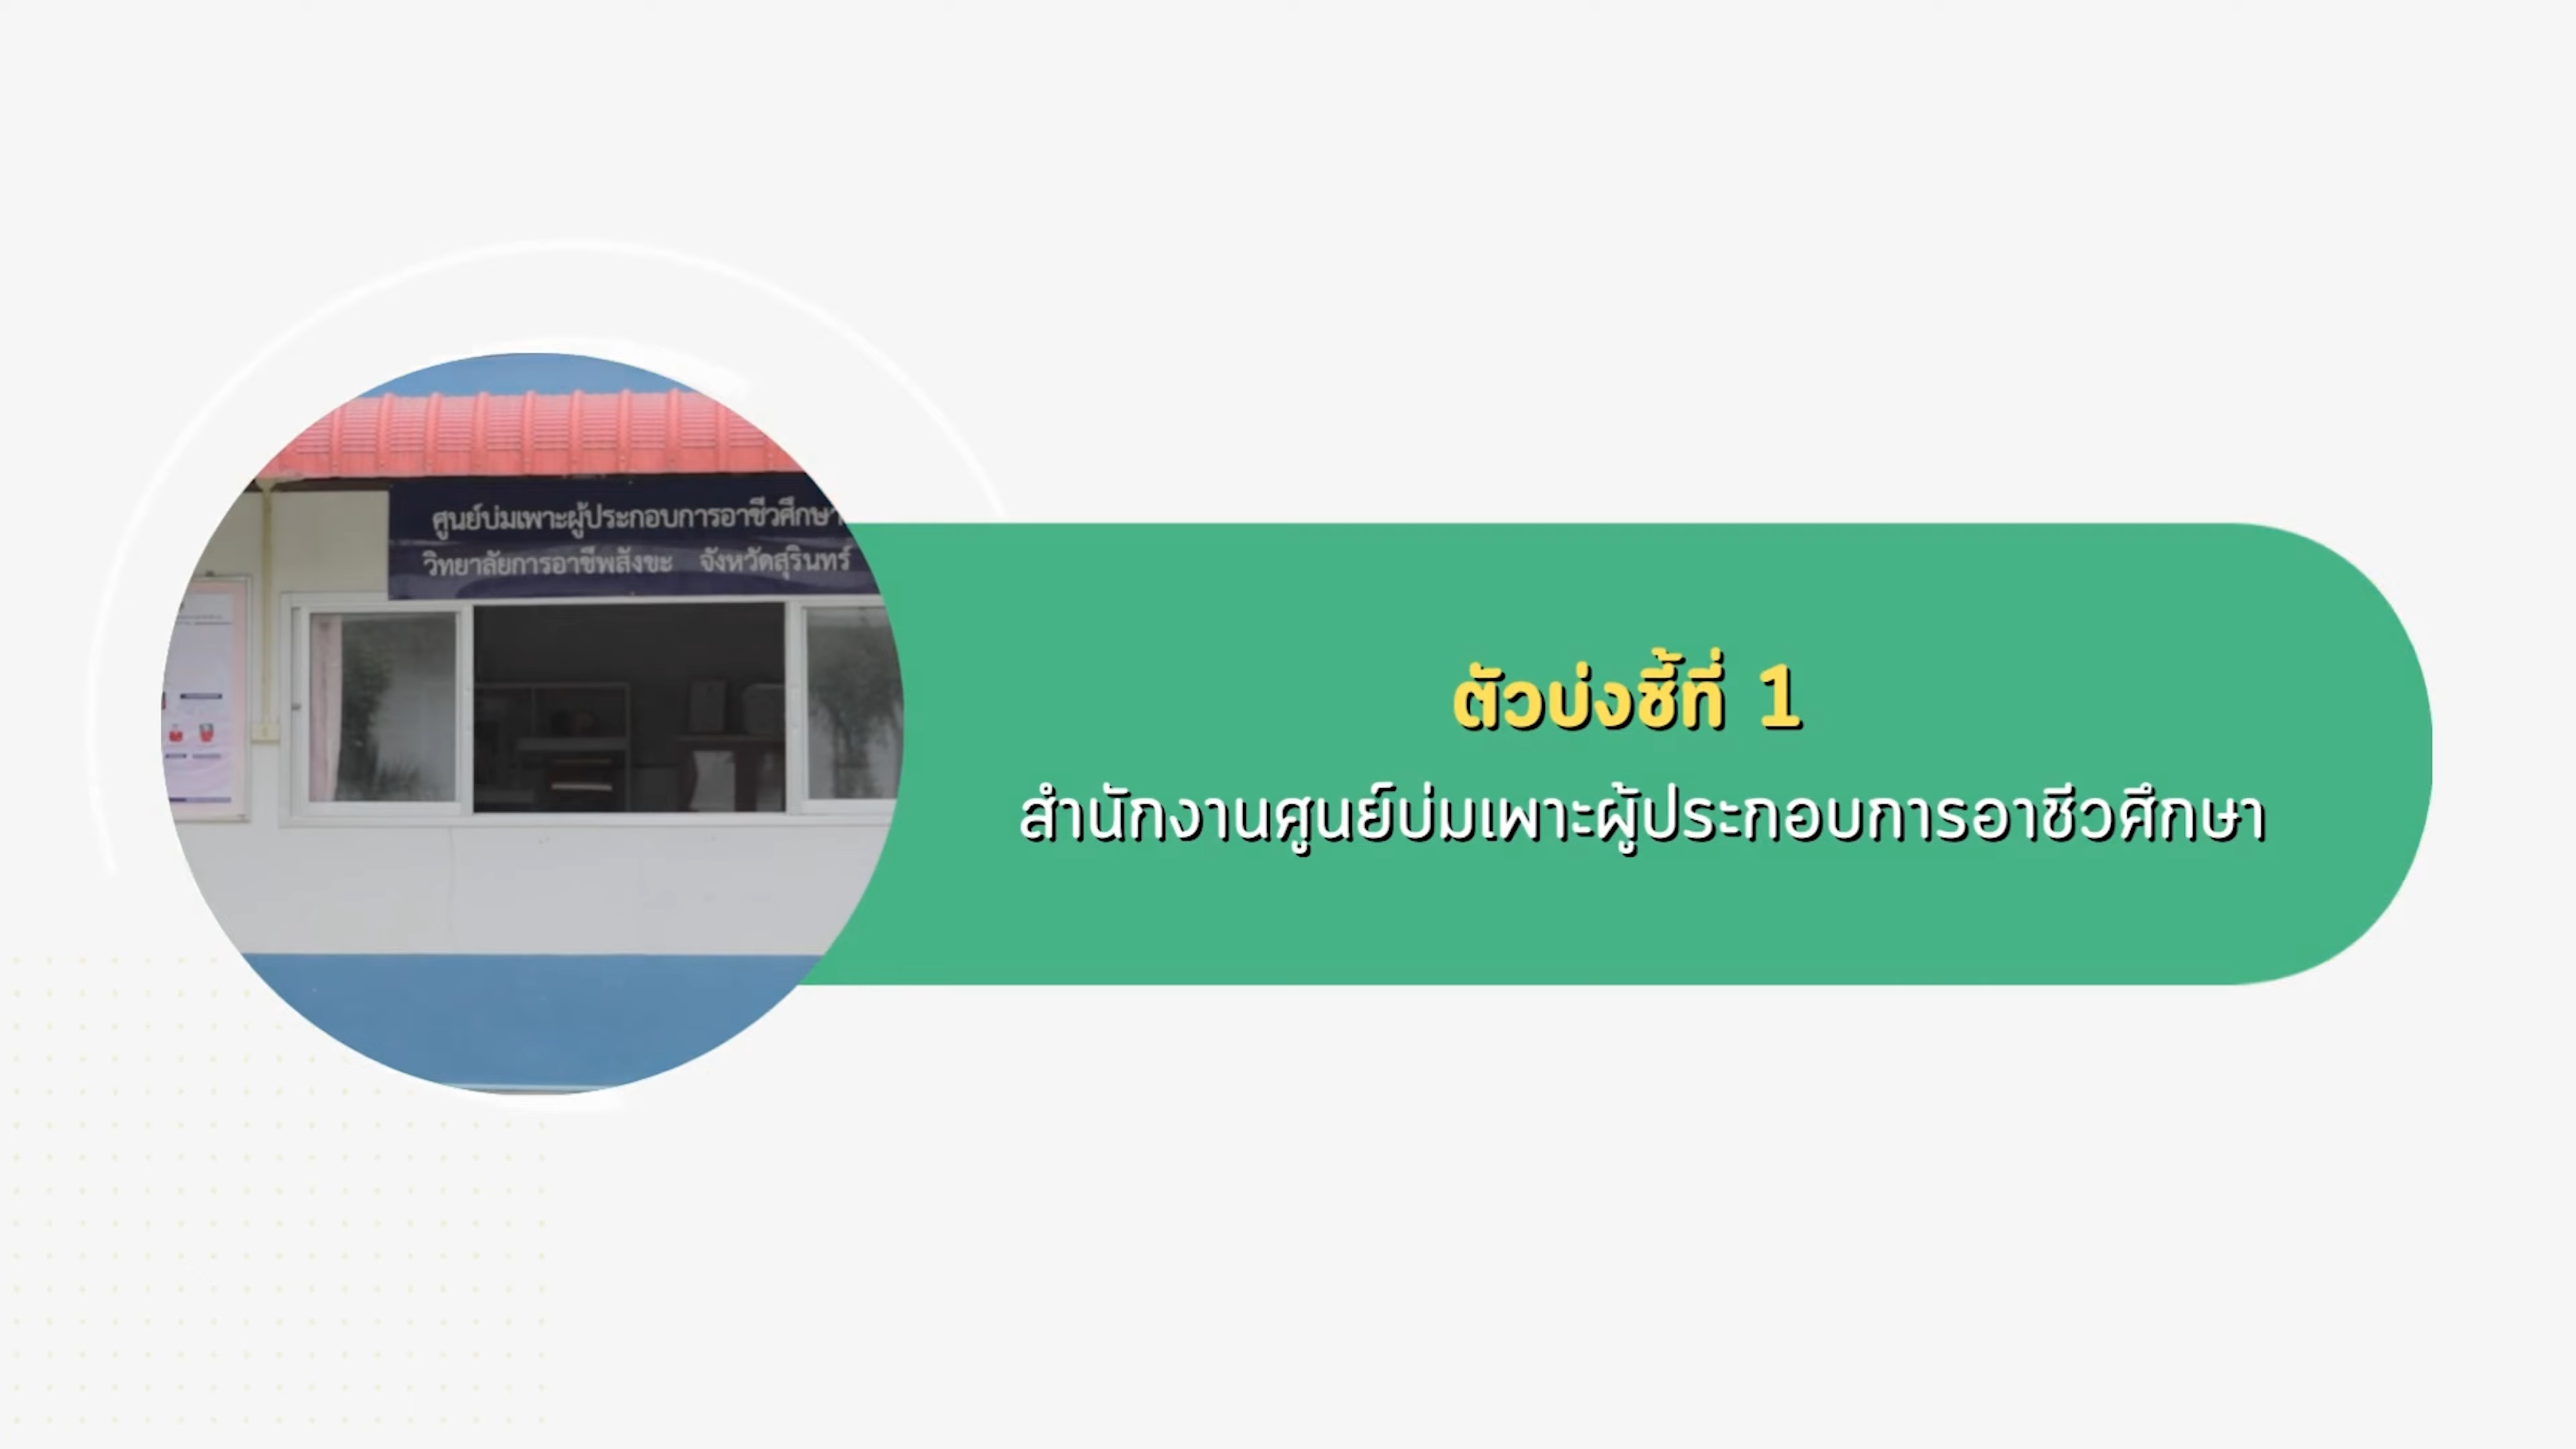 ศูนย์บ่มเพาะผู้ประกอบการอาชีวศึกษา
วิทยาลัยการอาชีพสังขะ จังหวัดสุรินทร์
ตัวบ่งชี้ที่ 1
สำนักงานศูนย์บ่มเพาะผู้ประกอบการอาชีวศึกษา